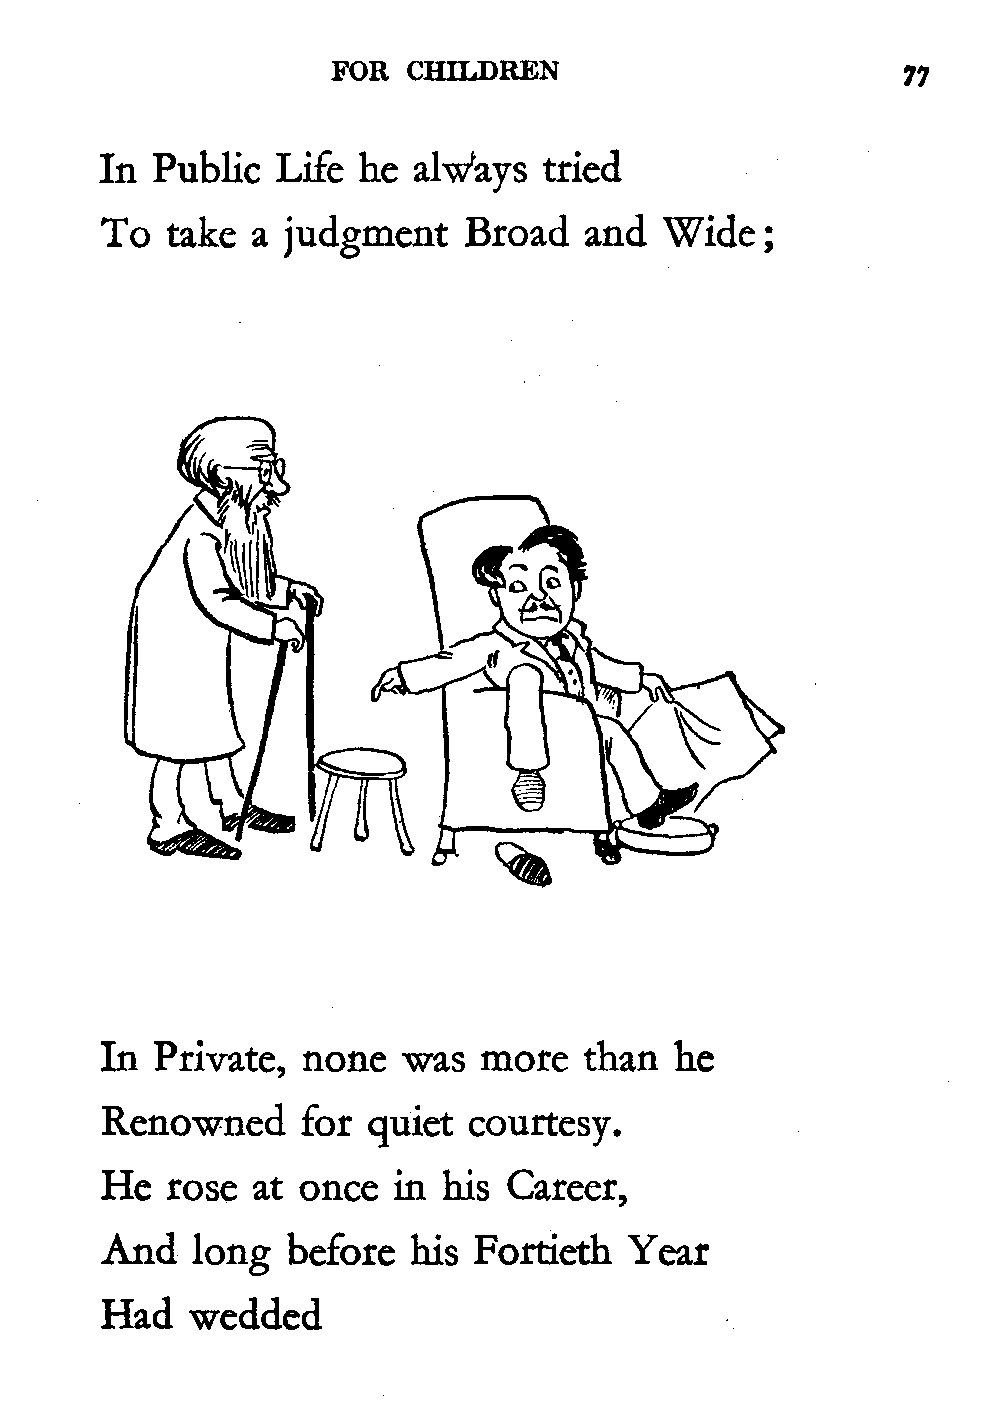 FOR CHILDREN 77
In Public Life he always tried
To take a judgment Broad and Wide;
In Private, none was more than he
Renowned for quiet courtesy.
He rose at once in his Career,
And long before his Fortieth Year
Had wedded